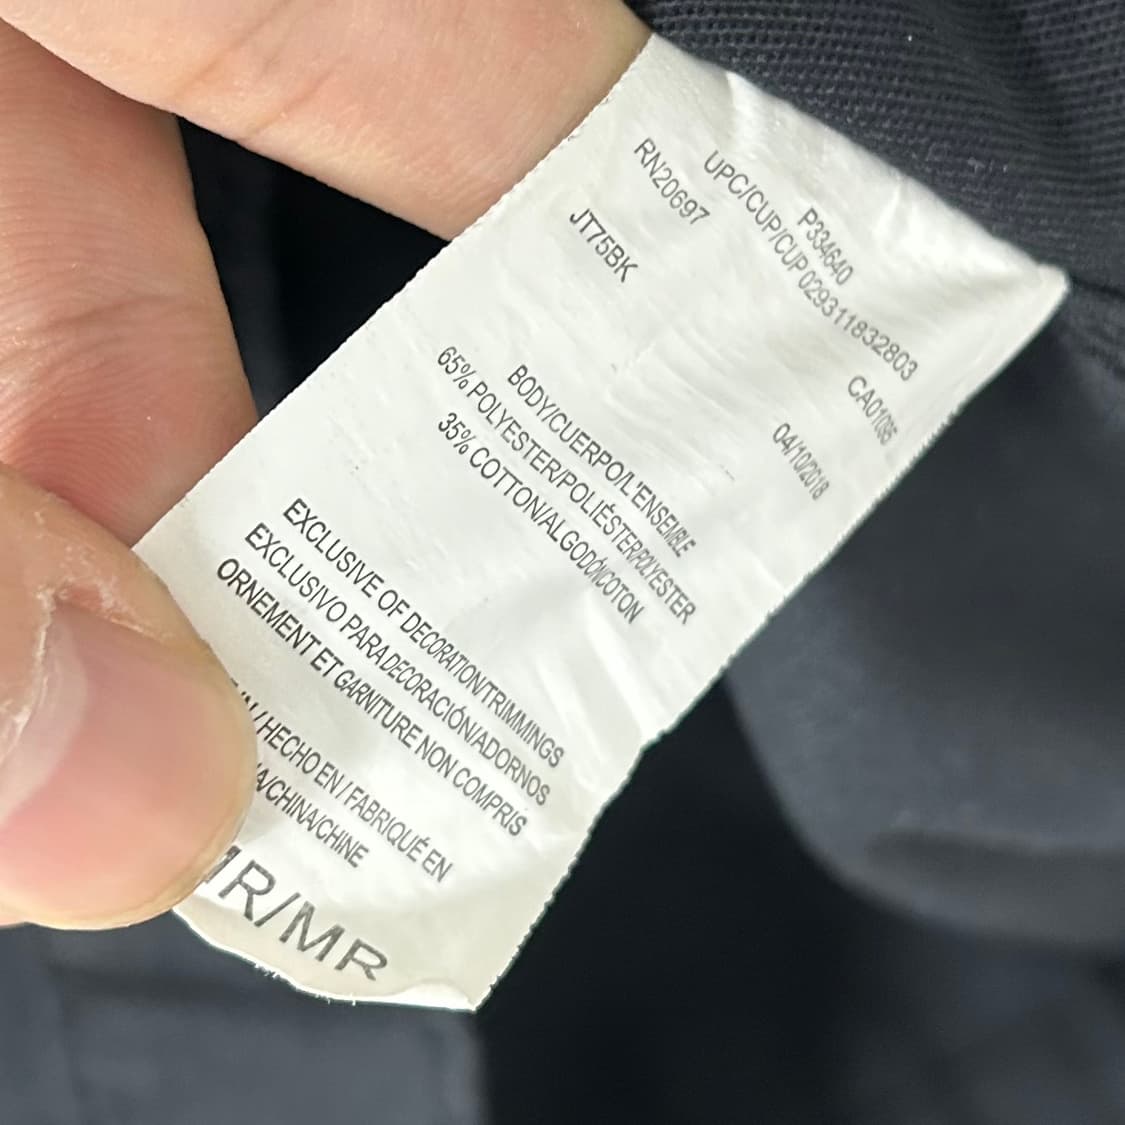 P334640
UPC/CUP/CUP 029311832803
RN20697 CA01095
JT75BK 04/10/2018
BODY/CUERPO/L'ENSEMBLE
65% POLYESTER/POLIÉSTER/POLYESTER
35% COTTON/ALGODÓN/COTON
EXCLUSIVE OF DECORATION/TRIMMINGS
EXCLUSIVO PARA DECORACIÓN/ADORNOS
ORNEMENT ET GARNITURE NON COMPRIS
IN / HECHO EN / FABRIQUÉ EN
/CHINA/CHINE
/MR